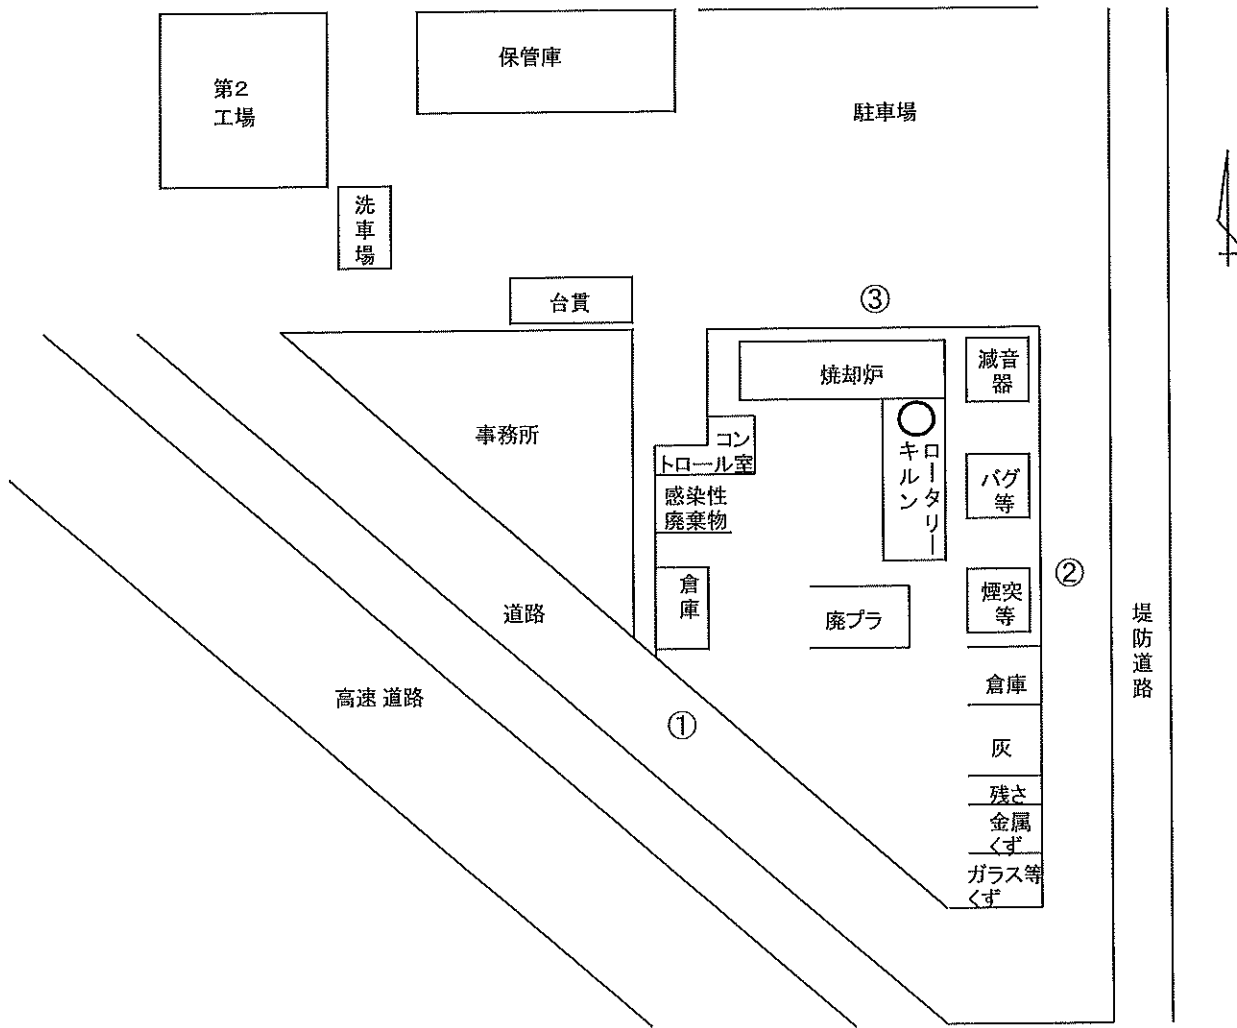 保管庫
第2
工場
駐車場
洗車場
台貫
③
焼却炉
減音
器
事務所
コン
トロール室
ロータリー
キルン
バグ
等
感染性
廃棄物
②
倉庫
煙突
等
道路
廃プラ
堤防道路
倉庫
高速 道路
①
灰
残さ
金属
くず
ガラス等
くず